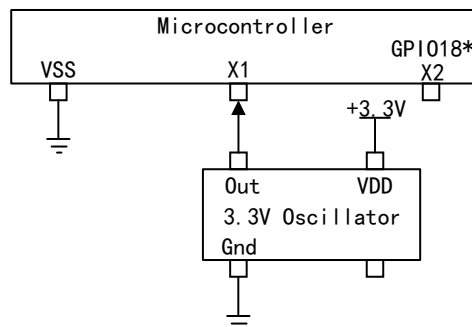 Microcontroller
GPIO18*
VSS
X1
X2
+3.3V
Out
VDD
3.3V Oscillator
Gnd